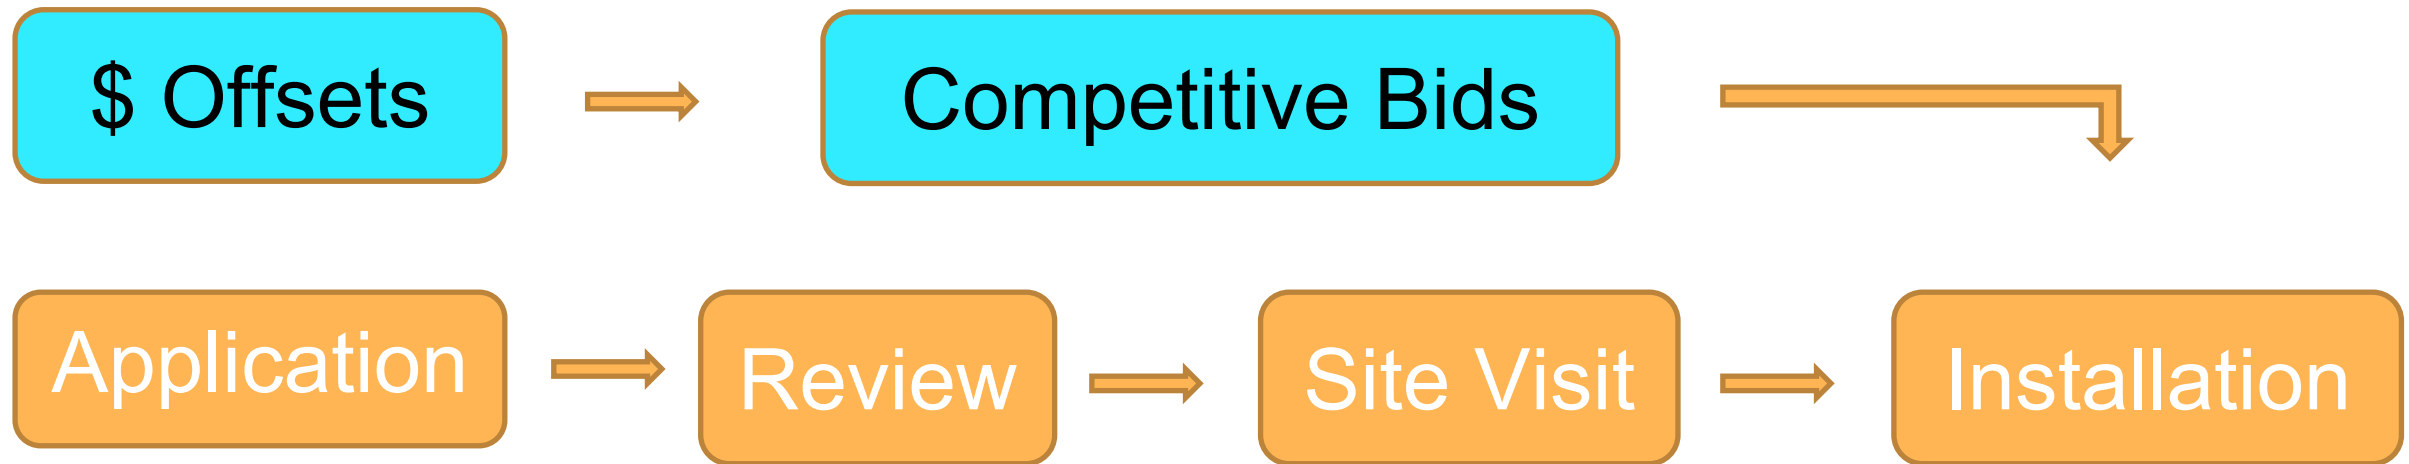 $ Offsets
Competitive Bids
Application
Review
Site Visit
Installation